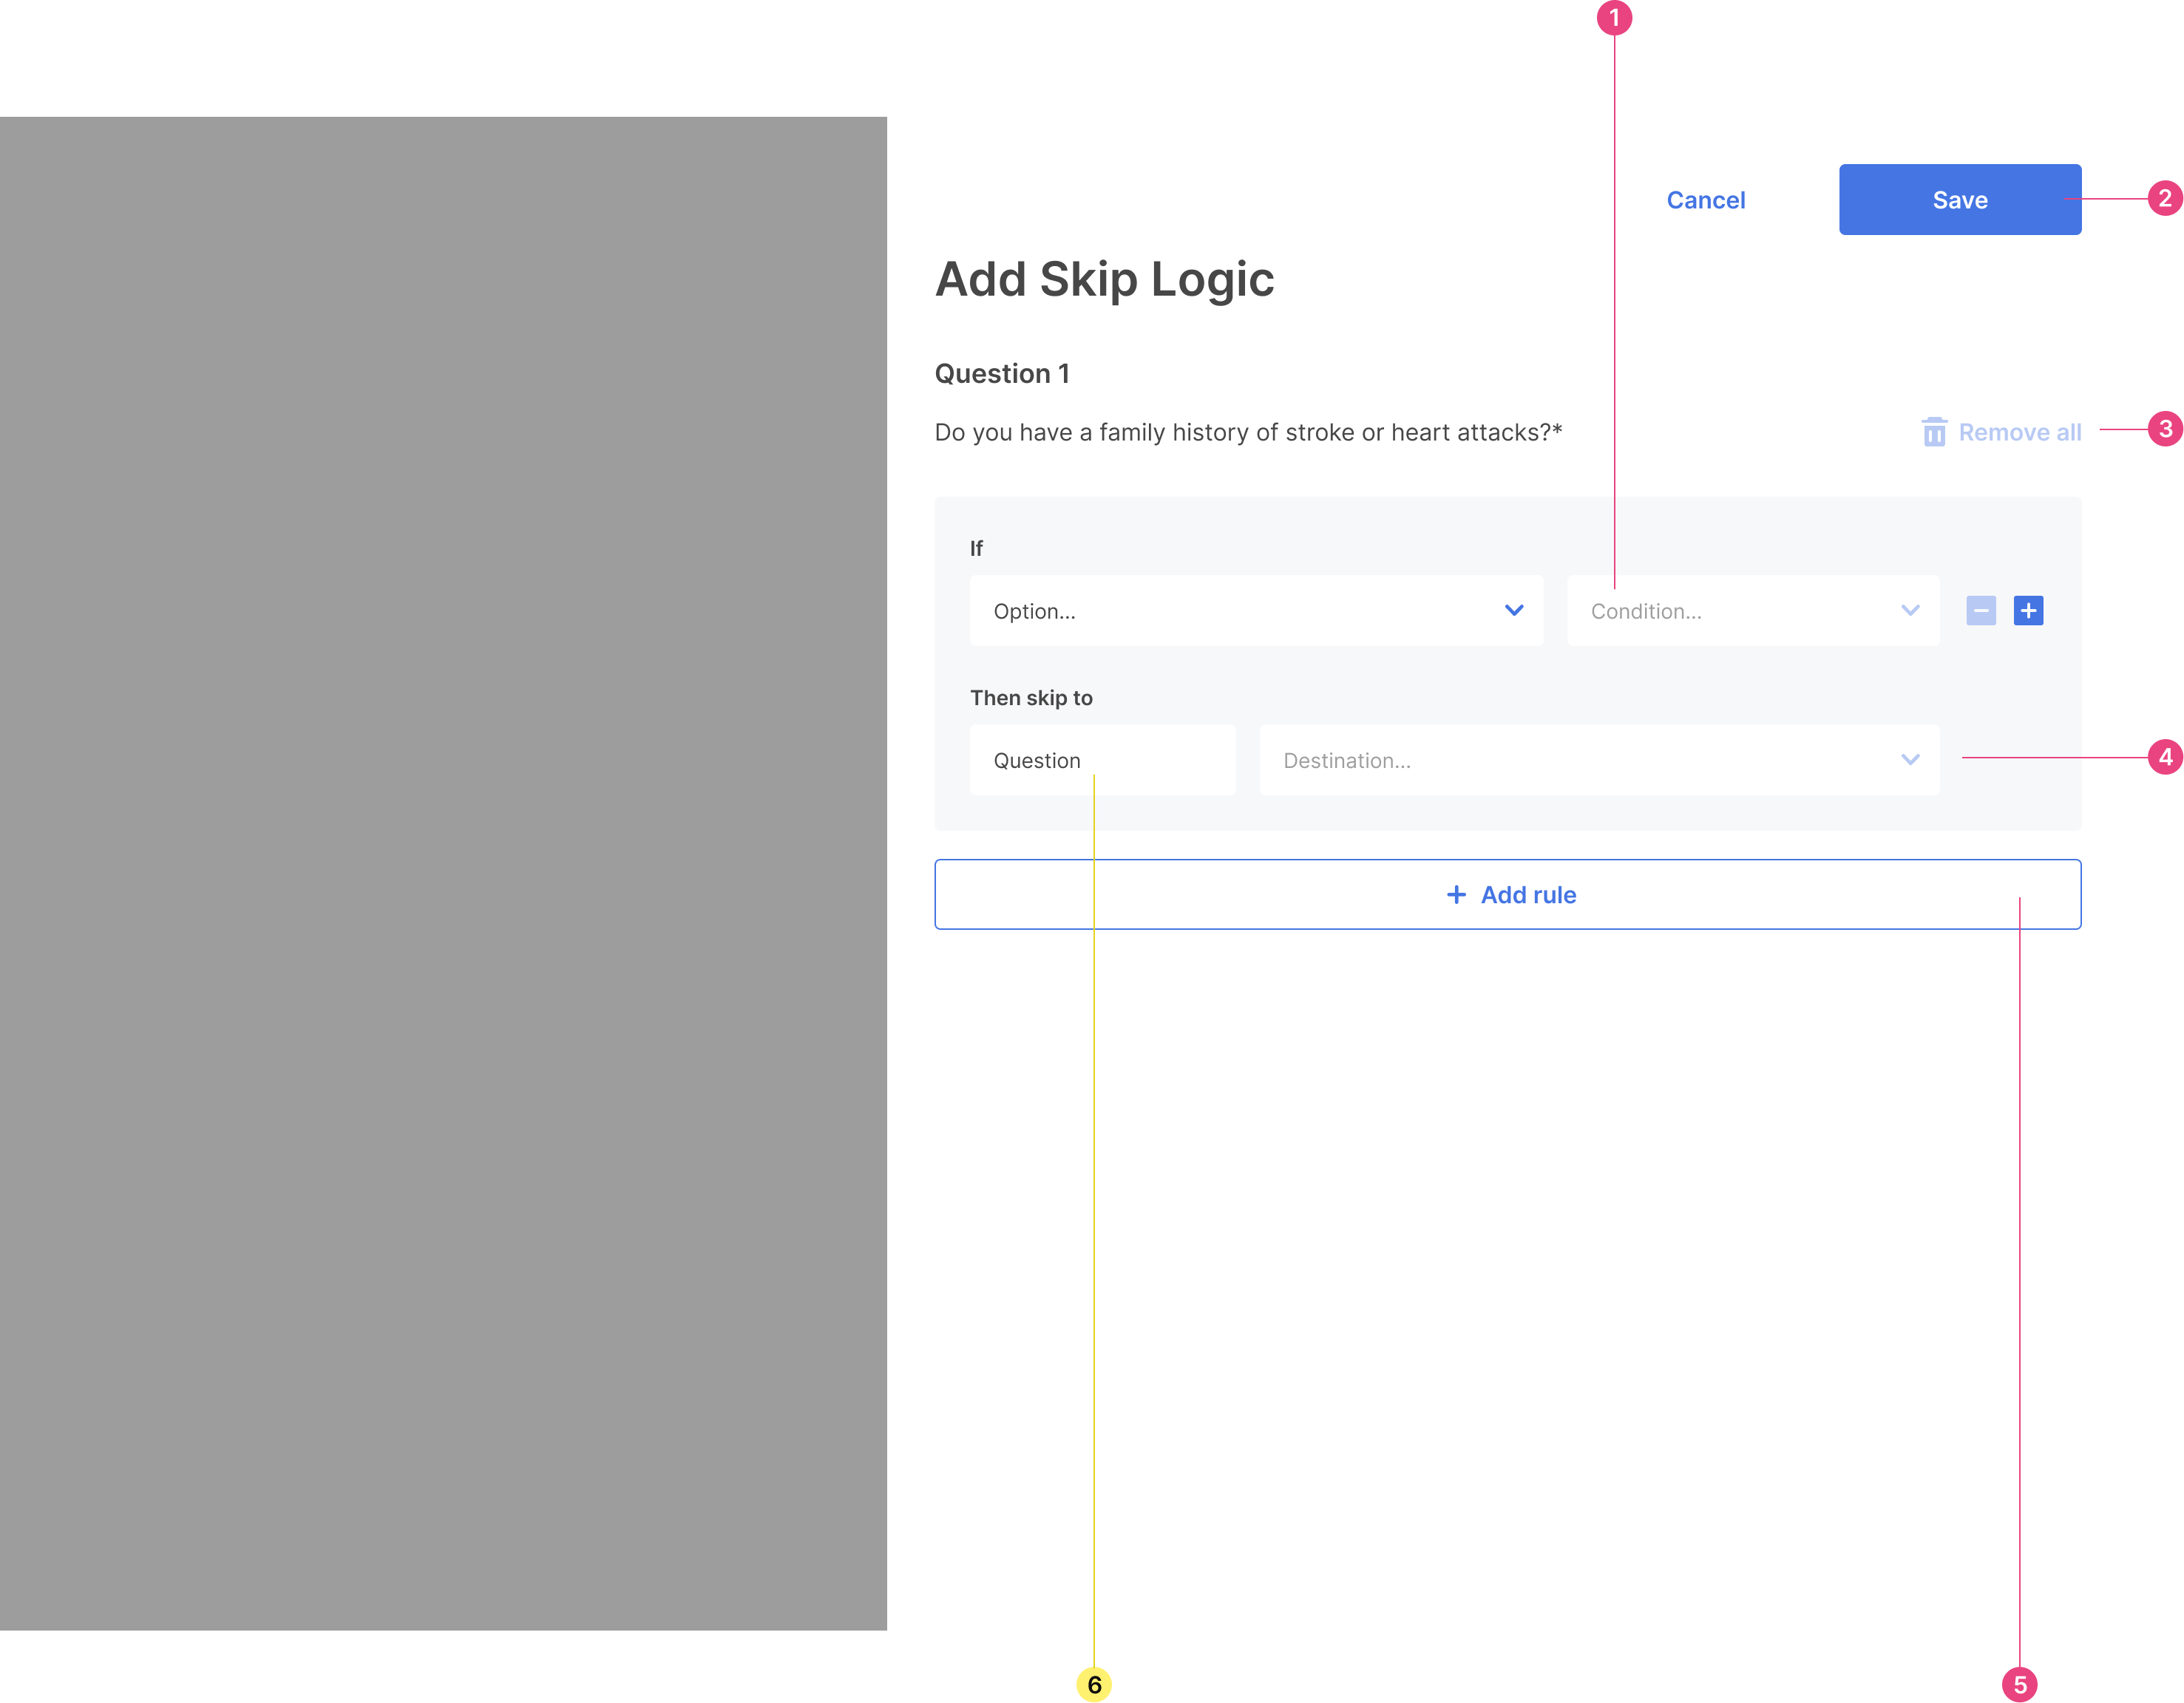 1
Cancel
Save
2
Add Skip Logic
Question 1
Do you have a family history of stroke or heart attacks?*
Remove all
3
If
Option...
Condition...
Then skip to
Question
Destination...
4
Add rule
6
5